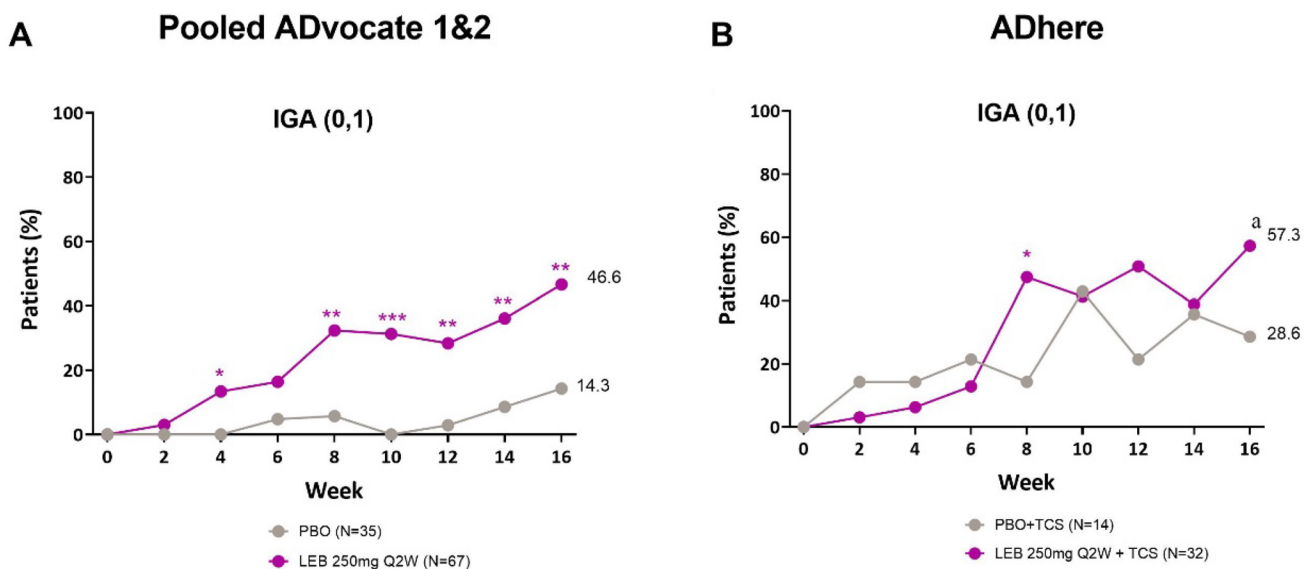 A
Pooled ADvocate 1&2
IGA (0,1)
Patients (%)
100
80
60
40
20
0
*
**
***
**
**
**
46.6
14.3
0 2 4 6 8 10 12 14 16
Week
PBO (N=35)
LEB 250mg Q2W (N=67)
B
ADhere
IGA (0,1)
Patients (%)
100
80
60
40
20
0
*
a
57.3
28.6
0 2 4 6 8 10 12 14 16
Week
PBO+TCS (N=14)
LEB 250mg Q2W + TCS (N=32)